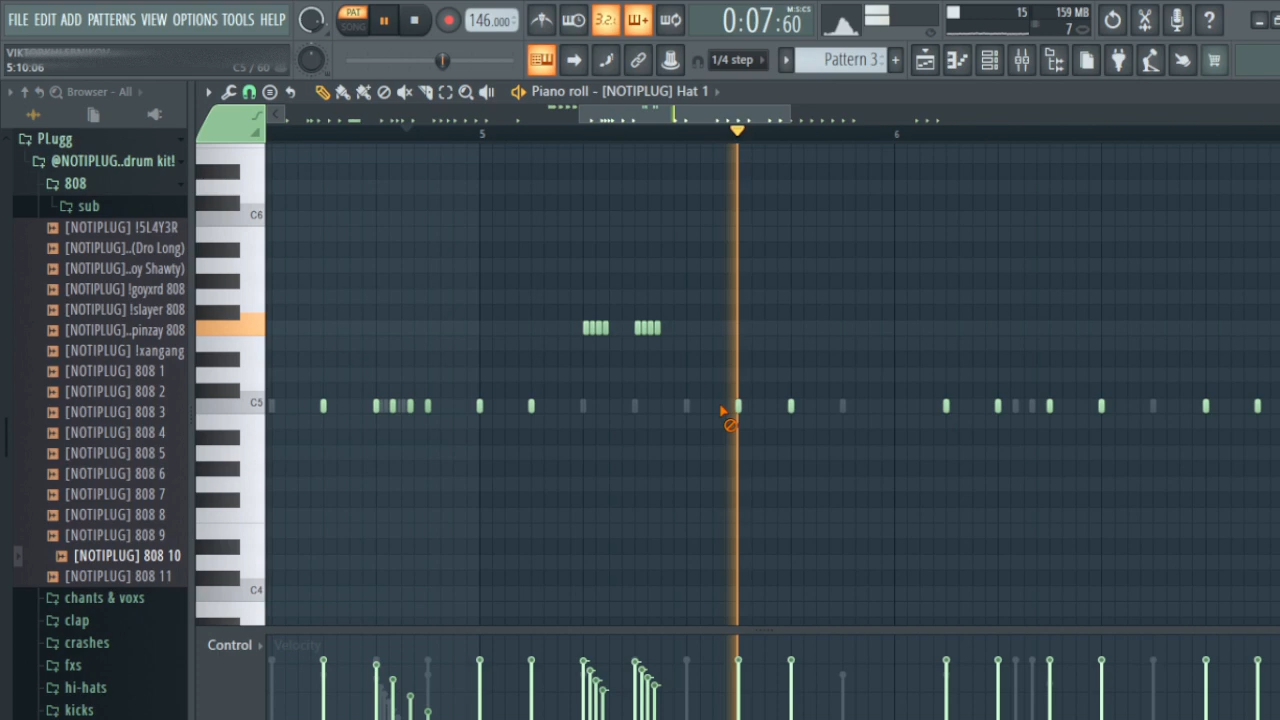 FILE EDIT ADD PATTERNS VIEW OPTIONS TOOLS HELP
PAT
SONG
146.000
3.2.
0:07:60
M:S:CS
15
159 MB
7
5:10:06
C5 / 60
1/4 step
Pattern 3
Browser - All
Piano roll - [NOTIPLUG] Hat 1
5
6
PLugg
@NOTIPLUG..drum kit!
808
sub
[NOTIPLUG] !5L4Y3R
[NOTIPLUG]..(Dro Long)
[NOTIPLUG]..oy Shawty)
[NOTIPLUG] !goyxrd 808
[NOTIPLUG] !slayer 808
[NOTIPLUG]..pinzay 808
[NOTIPLUG] !xangang
[NOTIPLUG] 808 1
[NOTIPLUG] 808 2
[NOTIPLUG] 808 3
[NOTIPLUG] 808 4
[NOTIPLUG] 808 5
[NOTIPLUG] 808 6
[NOTIPLUG] 808 7
[NOTIPLUG] 808 8
[NOTIPLUG] 808 9
[NOTIPLUG] 808 10
[NOTIPLUG] 808 11
chants & voxs
clap
crashes
fxs
hi-hats
kicks
C6
C5
C4
Control
Velocity